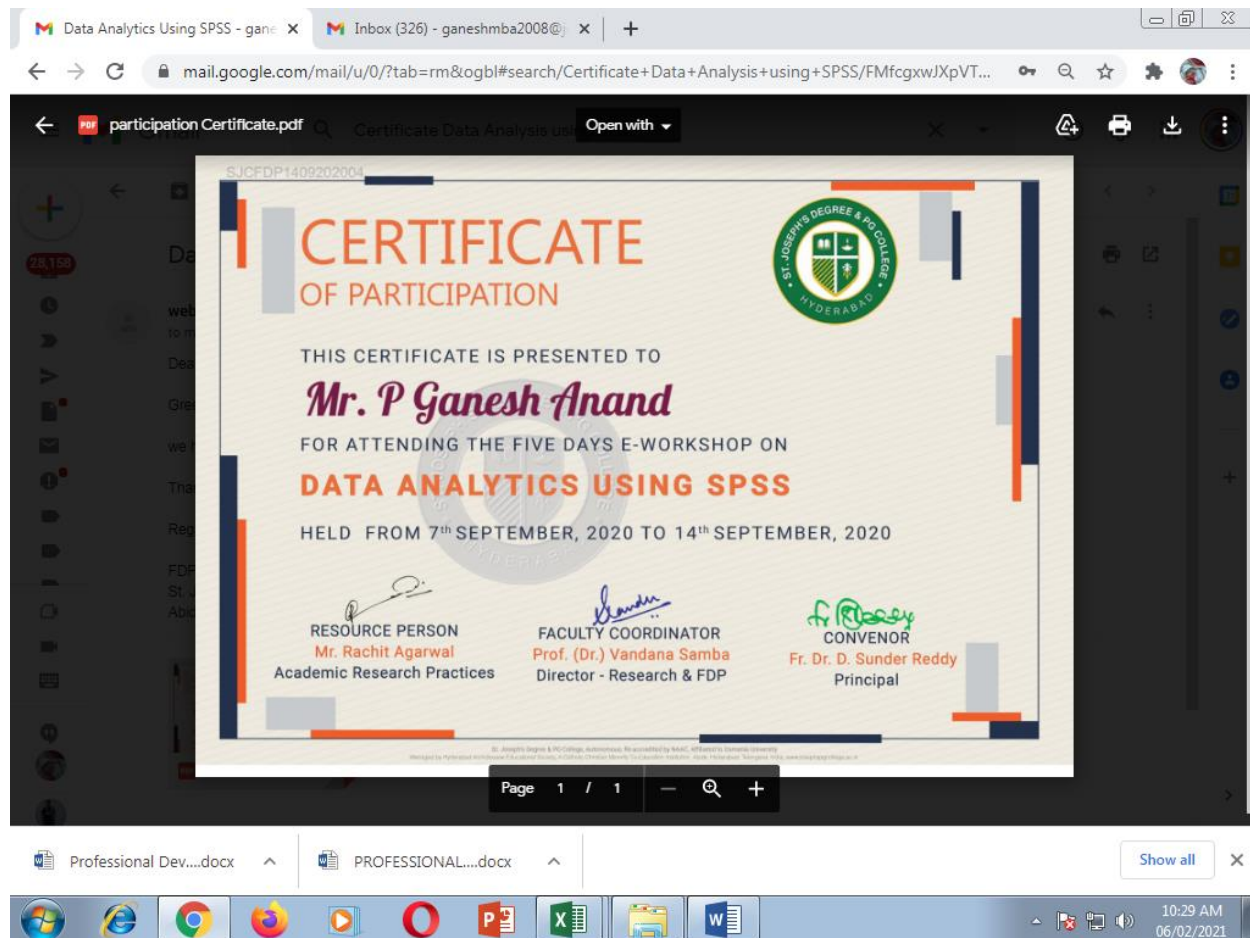 Data Analytics Using SPSS - gane
Inbox (326) - ganeshmba2008@j
mail.google.com/mail/u/0/?tab=rm&ogbl#search/Certificate+Data+Analysis+using+SPSS/FMfcgxwJXpVT...
PDF participation Certificate.pdf
Certificate Data Analysis usi
Open with
28,158
SJCFDP1409202004
CERTIFICATE
OF PARTICIPATION
ST. JOSEPH'S DEGREE & PG COLLEGE
HYDERABAD
THIS CERTIFICATE IS PRESENTED TO
Mr. P Ganesh Anand
FOR ATTENDING THE FIVE DAYS E-WORKSHOP ON
DATA ANALYTICS USING SPSS
HELD FROM 7th SEPTEMBER, 2020 TO 14th SEPTEMBER, 2020
RESOURCE PERSON
Mr. Rachit Agarwal
Academic Research Practices
FACULTY COORDINATOR
Prof. (Dr.) Vandana Samba
Director - Research & FDP
CONVENOR
Fr. Dr. D. Sunder Reddy
Principal
Page 1 / 1
Professional Dev....docx
PROFESSIONAL....docx
Show all
10:29 AM
06/02/2021